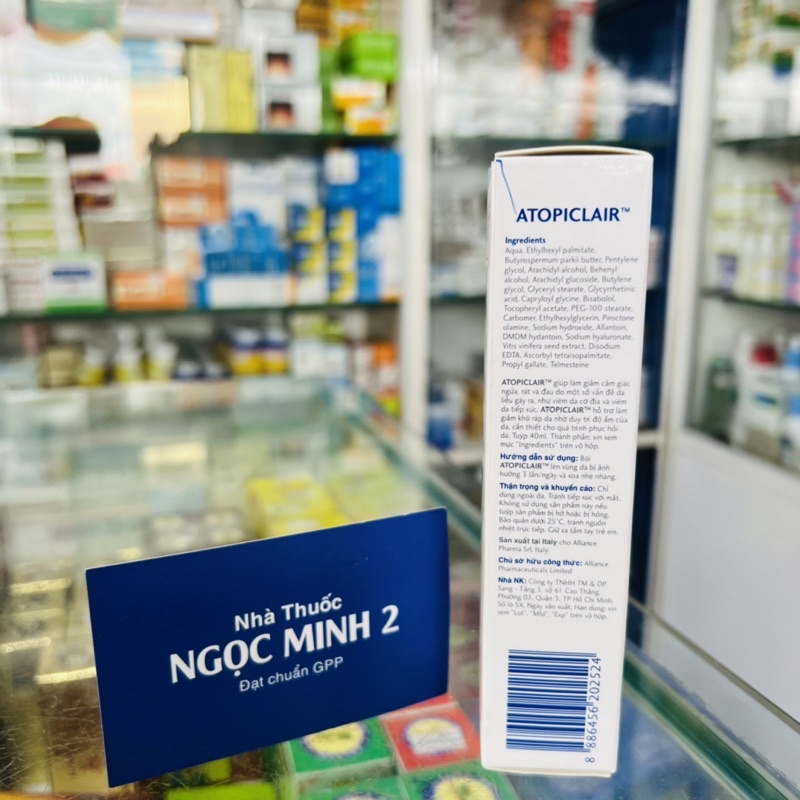 ATOPICLAIR™
Ingredients
Aqua, Ethylhexyl palmitate,
Butyrospermum parkii butter, Pentylene
glycol, Arachidyl alcohol, Behenyl
alcohol, Arachidyl glucoside, Butylene
glycol, Glyceryl stearate, Glycyrrhetinic
acid, Capryloyl glycine, Bisabolol,
Tocopheryl acetate, PEG-100 stearate,
Carbomer, Ethylhexylglycerin, Piroctone
olamine, Sodium hydroxide, Allantoin,
DMDM hydantoin, Sodium hyaluronate,
Vitis vinifera seed extract, Disodium
EDTA, Ascorbyl tetraisopalmitate,
Propyl gallate, Telmesteine
ATOPICLAIR™ giúp làm giảm cảm giác
ngứa, rát và đau do một số vấn đề da
liễu gây ra, như viêm da cơ địa và viêm
da tiếp xúc. ATOPICLAIR™ hỗ trợ làm
giảm khô ráp da nhờ duy trì độ ẩm của
da, cần thiết cho quá trình phục hồi
da. Tuýp 40ml. Thành phần: xin xem
mục "Ingredients" trên vỏ hộp.
Hướng dẫn sử dụng: Bôi
ATOPICLAIR™ lên vùng da bị ảnh
hưởng 3 lần/ngày và xoa nhẹ nhàng.
Thận trọng và khuyến cáo: Chỉ
dùng ngoài da. Tránh tiếp xúc với mắt.
Không sử dụng sản phẩm này nếu
tuýp sản phẩm bị hở hoặc bị hỏng.
Bảo quản dưới 25°C, tránh nguồn
nhiệt trực tiếp. Giữ xa tầm tay trẻ em.
Sản xuất tại Italy cho Alliance
Pharma Srl, Italy.
Chủ sở hữu công thức: Alliance
Pharmaceuticals Limited
Nhà NK: Công ty TNHH TM & DP
Sang - Tầng 3, số 61 Cao Thắng,
Phường 03, Quận 3, TP Hồ Chí Minh.
Số lô SX, Ngày sản xuất, Hạn dùng: xin
xem "Lot", "Mfd", "Exp" trên vỏ hộp.
8 886456 202524
Nhà Thuốc
NGỌC MINH 2
Đạt chuẩn GPP